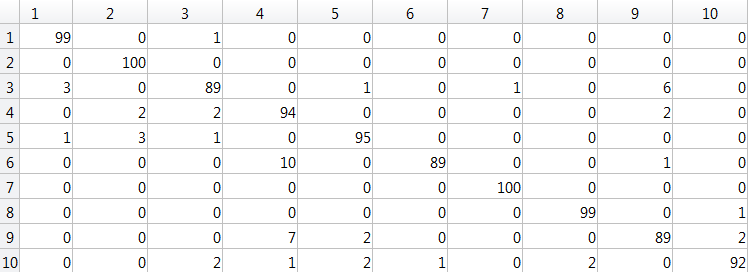 1 2 3 4 5 6 7 8 9 10
1 99 0 1 0 0 0 0 0 0 0
2 0 100 0 0 0 0 0 0 0 0
3 3 0 89 0 1 0 1 0 6 0
4 0 2 2 94 0 0 0 0 2 0
5 1 3 1 0 95 0 0 0 0 0
6 0 0 0 10 0 89 0 0 1 0
7 0 0 0 0 0 0 100 0 0 0
8 0 0 0 0 0 0 0 99 0 1
9 0 0 0 7 2 0 0 0 89 2
10 0 0 2 1 2 1 0 2 0 92